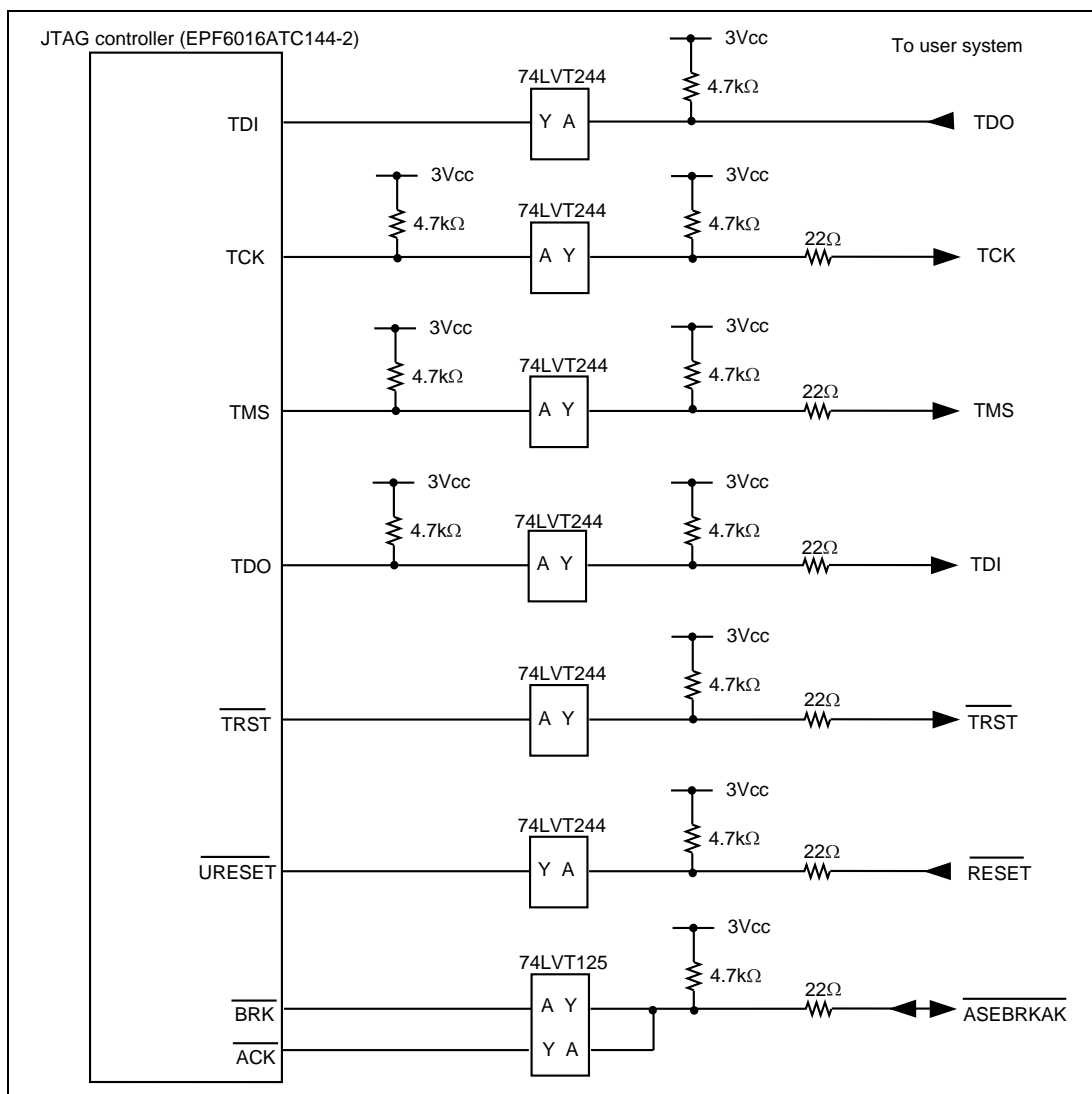 JTAG controller (EPF6016ATC144-2)
To user system
3Vcc
74LVT244
4.7kΩ
TDI
Y A
TDO
3Vcc
3Vcc
4.7kΩ
74LVT244
4.7kΩ
22Ω
TCK
A Y
TCK
3Vcc
3Vcc
4.7kΩ
74LVT244
4.7kΩ
22Ω
TMS
A Y
TMS
3Vcc
3Vcc
4.7kΩ
74LVT244
4.7kΩ
22Ω
TDO
A Y
TDI
3Vcc
74LVT244
4.7kΩ
22Ω
TRST
A Y
TRST
3Vcc
74LVT244
4.7kΩ
22Ω
URESET
Y A
RESET
3Vcc
74LVT125
4.7kΩ
22Ω
BRK
A Y
ASEBRKAK
ACK
Y A